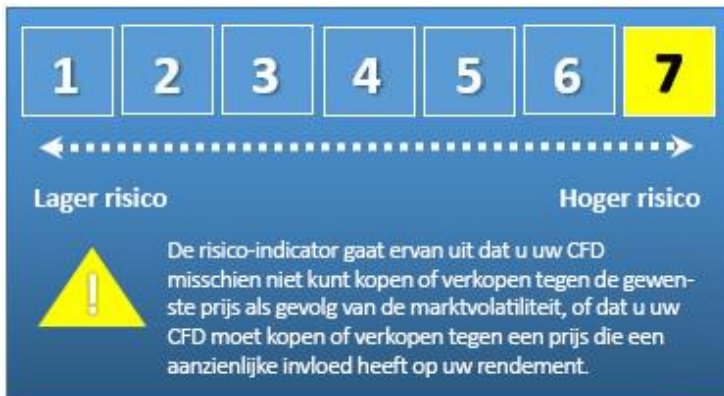 1 2 3 4 5 6 7
Lager risico Hoger risico
!
De risico-indicator gaat ervan uit dat u uw CFD
misschien niet kunt kopen of verkopen tegen de gewen-
ste prijs als gevolg van de marktvolatiliteit, of dat u uw
CFD moet kopen of verkopen tegen een prijs die een
aanzienlijke invloed heeft op uw rendement.